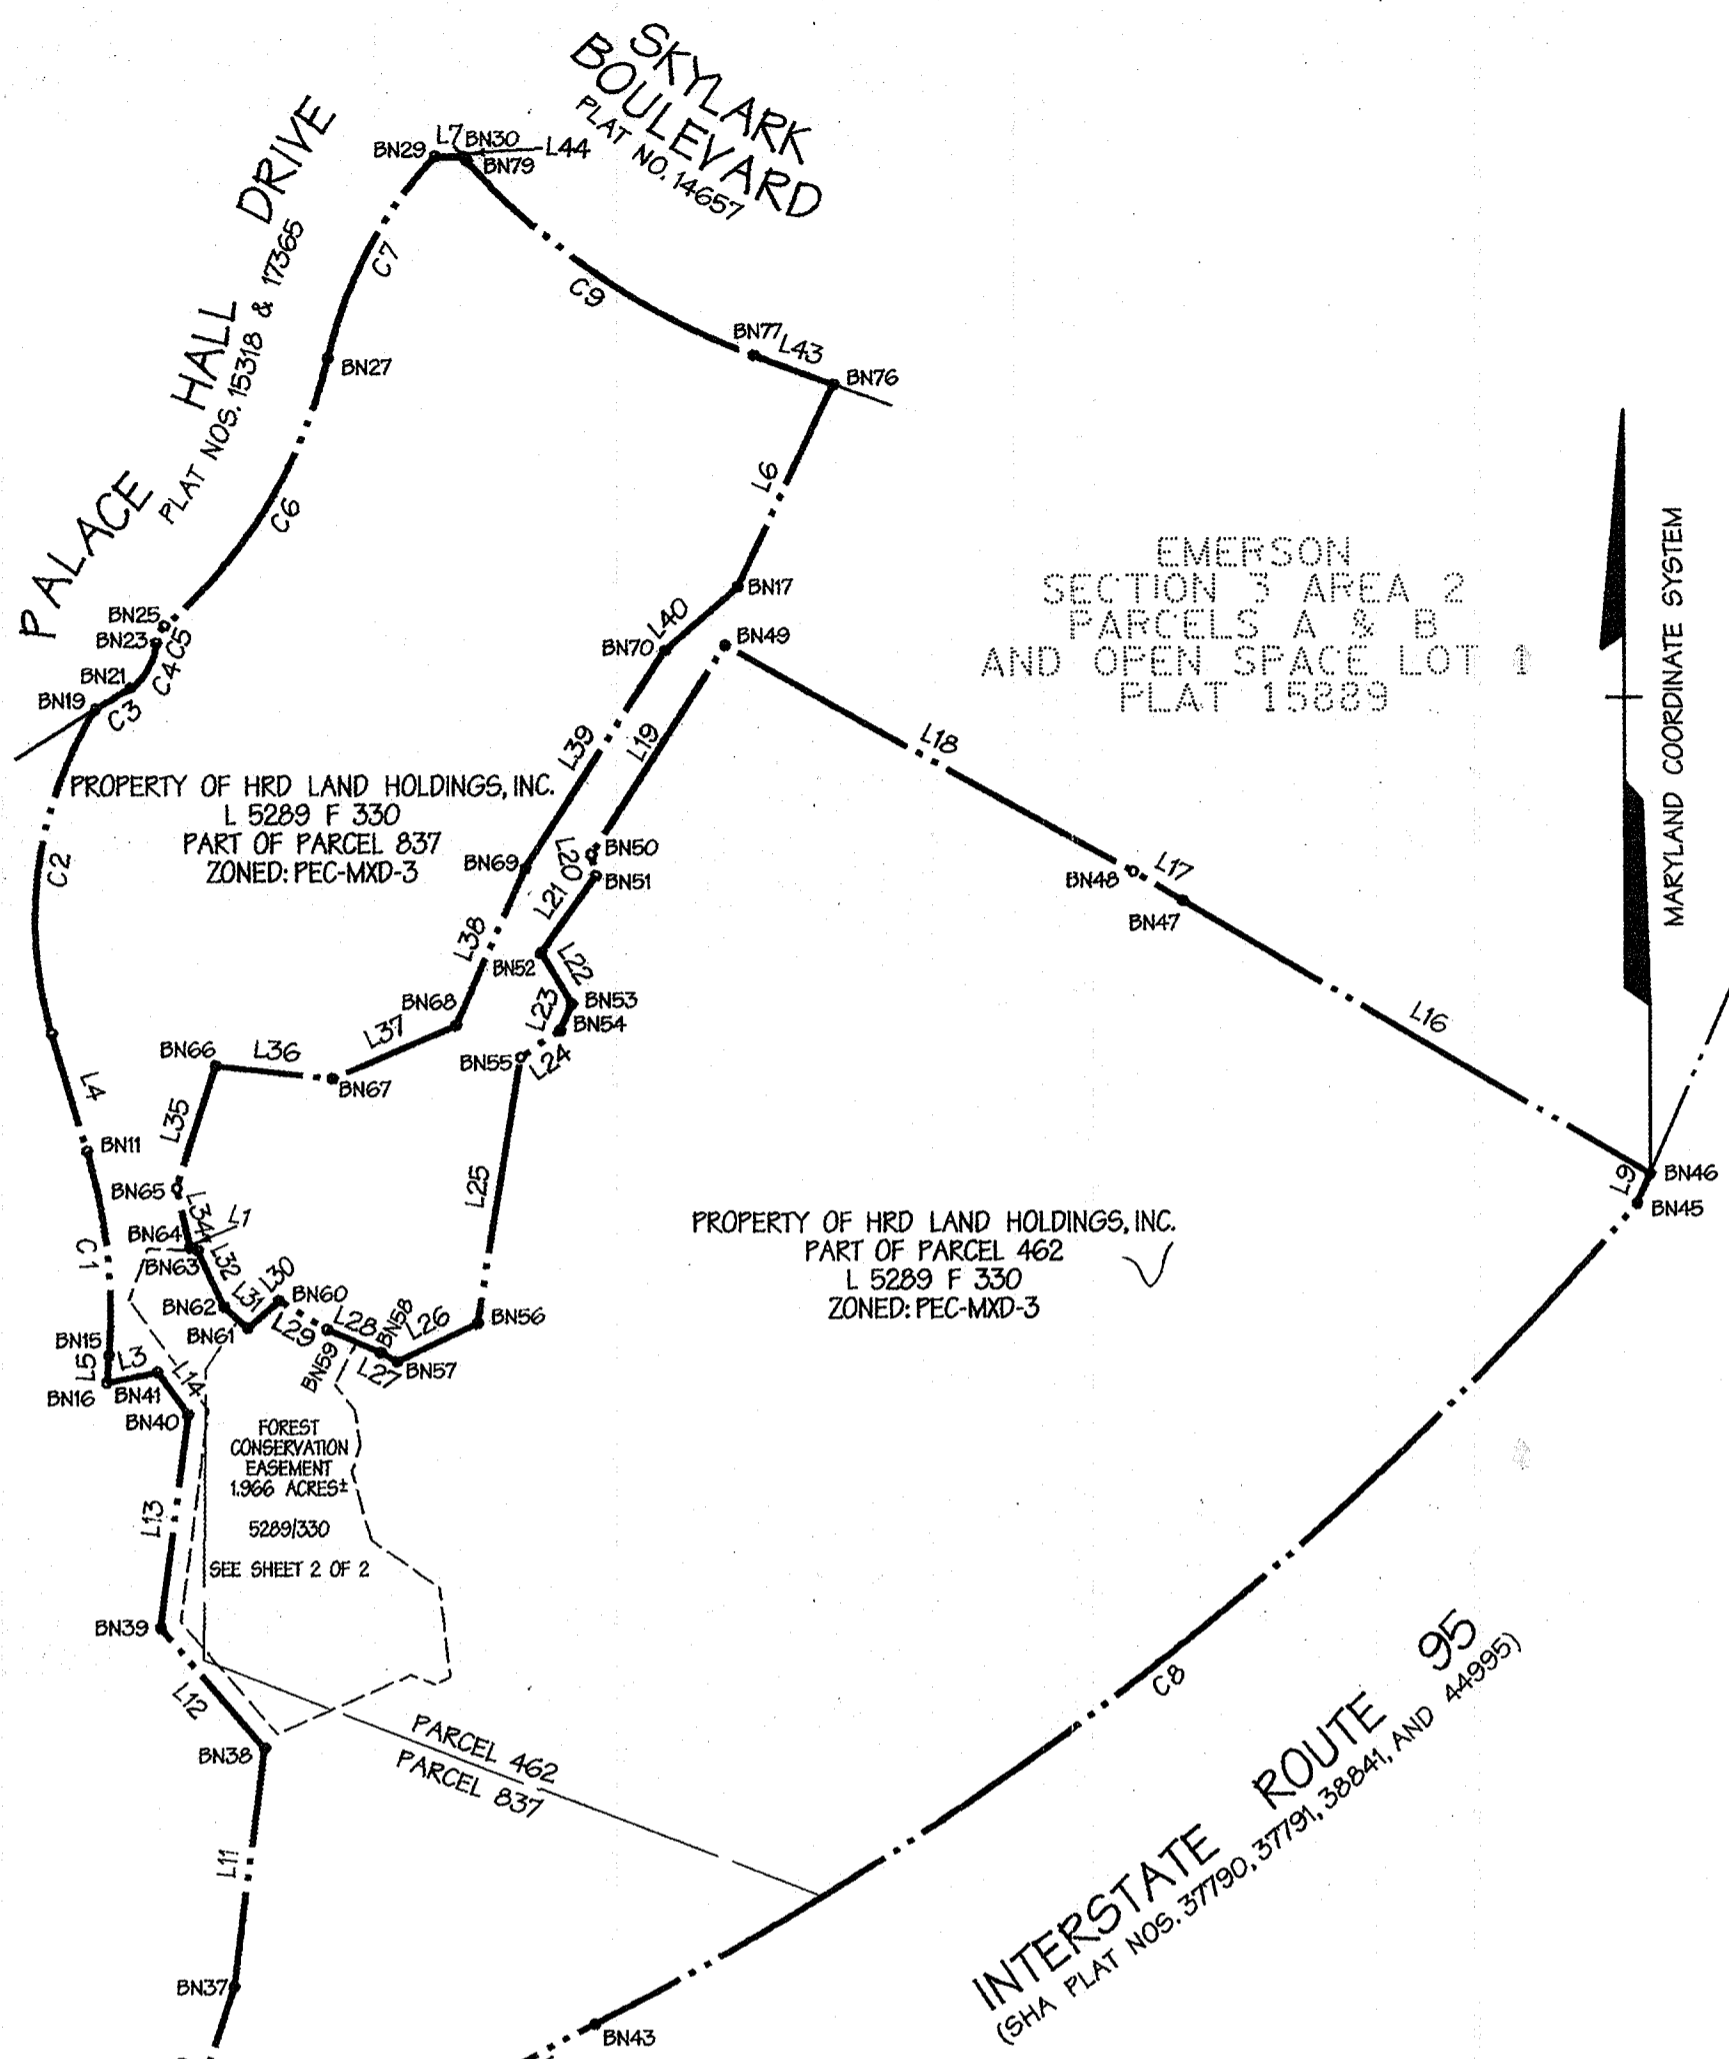 SKYLARK
BOULEVARD
PLAT NO. 14657
PALACE HALL DRIVE
PLAT NOS. 15318 & 17365
BN29
L7
BN30
L44
BN79
C7
C9
BN27
BN77
L43
BN76
C6
L6
BN25
BN23
C5
C4
BN21
BN19
C3
BN17
L40
BN70
BN49
EMERSON
SECTION 3 AREA 2
PARCELS A & B
AND OPEN SPACE LOT 1
PLAT 15889
MARYLAND COORDINATE SYSTEM
L39
L19
L18
PROPERTY OF HRD LAND HOLDINGS, INC.
L 5289 F 330
PART OF PARCEL 837
ZONED: PEC-MXD-3
C2
BN69
L20
BN50
BN51
L21
L17
BN48
BN47
L38
BN52
L22
BN68
L23
BN53
BN54
L37
L16
BN66
L36
BN67
BN55
L24
L4
L35
BN11
BN65
L34
L25
L9
BN46
BN45
L1
BN64
BN63
L32
C1
PROPERTY OF HRD LAND HOLDINGS, INC.
PART OF PARCEL 462
L 5289 F 330
ZONED: PEC-MXD-3
L31
L30
BN60
BN62
BN61
L29
L28
BN58
L26
BN56
BN15
L5
L3
L14
BN59
L27
BN57
BN16
BN41
BN40
FOREST
CONSERVATION
EASEMENT
1.966 ACRES±
5289/330
SEE SHEET 2 OF 2
L13
BN39
L12
BN38
PARCEL 462
PARCEL 837
C8
L11
INTERSTATE ROUTE 95
(SHA PLAT NOS. 37790, 37791, 38841, AND 44995)
BN37
BN43